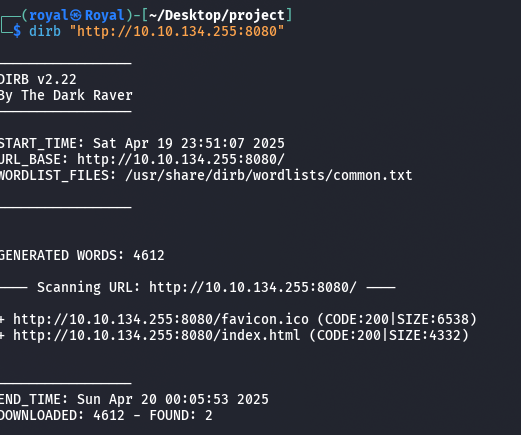 (royal㉿Royal)-[~/Desktop/project]
$ dirb "http://10.10.134.255:8080"
DIRB v2.22
By The Dark Raver
START_TIME: Sat Apr 19 23:51:07 2025
URL_BASE: http://10.10.134.255:8080/
WORDLIST_FILES: /usr/share/dirb/wordlists/common.txt
GENERATED WORDS: 4612
---- Scanning URL: http://10.10.134.255:8080/ ----
+ http://10.10.134.255:8080/favicon.ico (CODE:200|SIZE:6538)
+ http://10.10.134.255:8080/index.html (CODE:200|SIZE:4332)
END_TIME: Sun Apr 20 00:05:53 2025
DOWNLOADED: 4612 - FOUND: 2